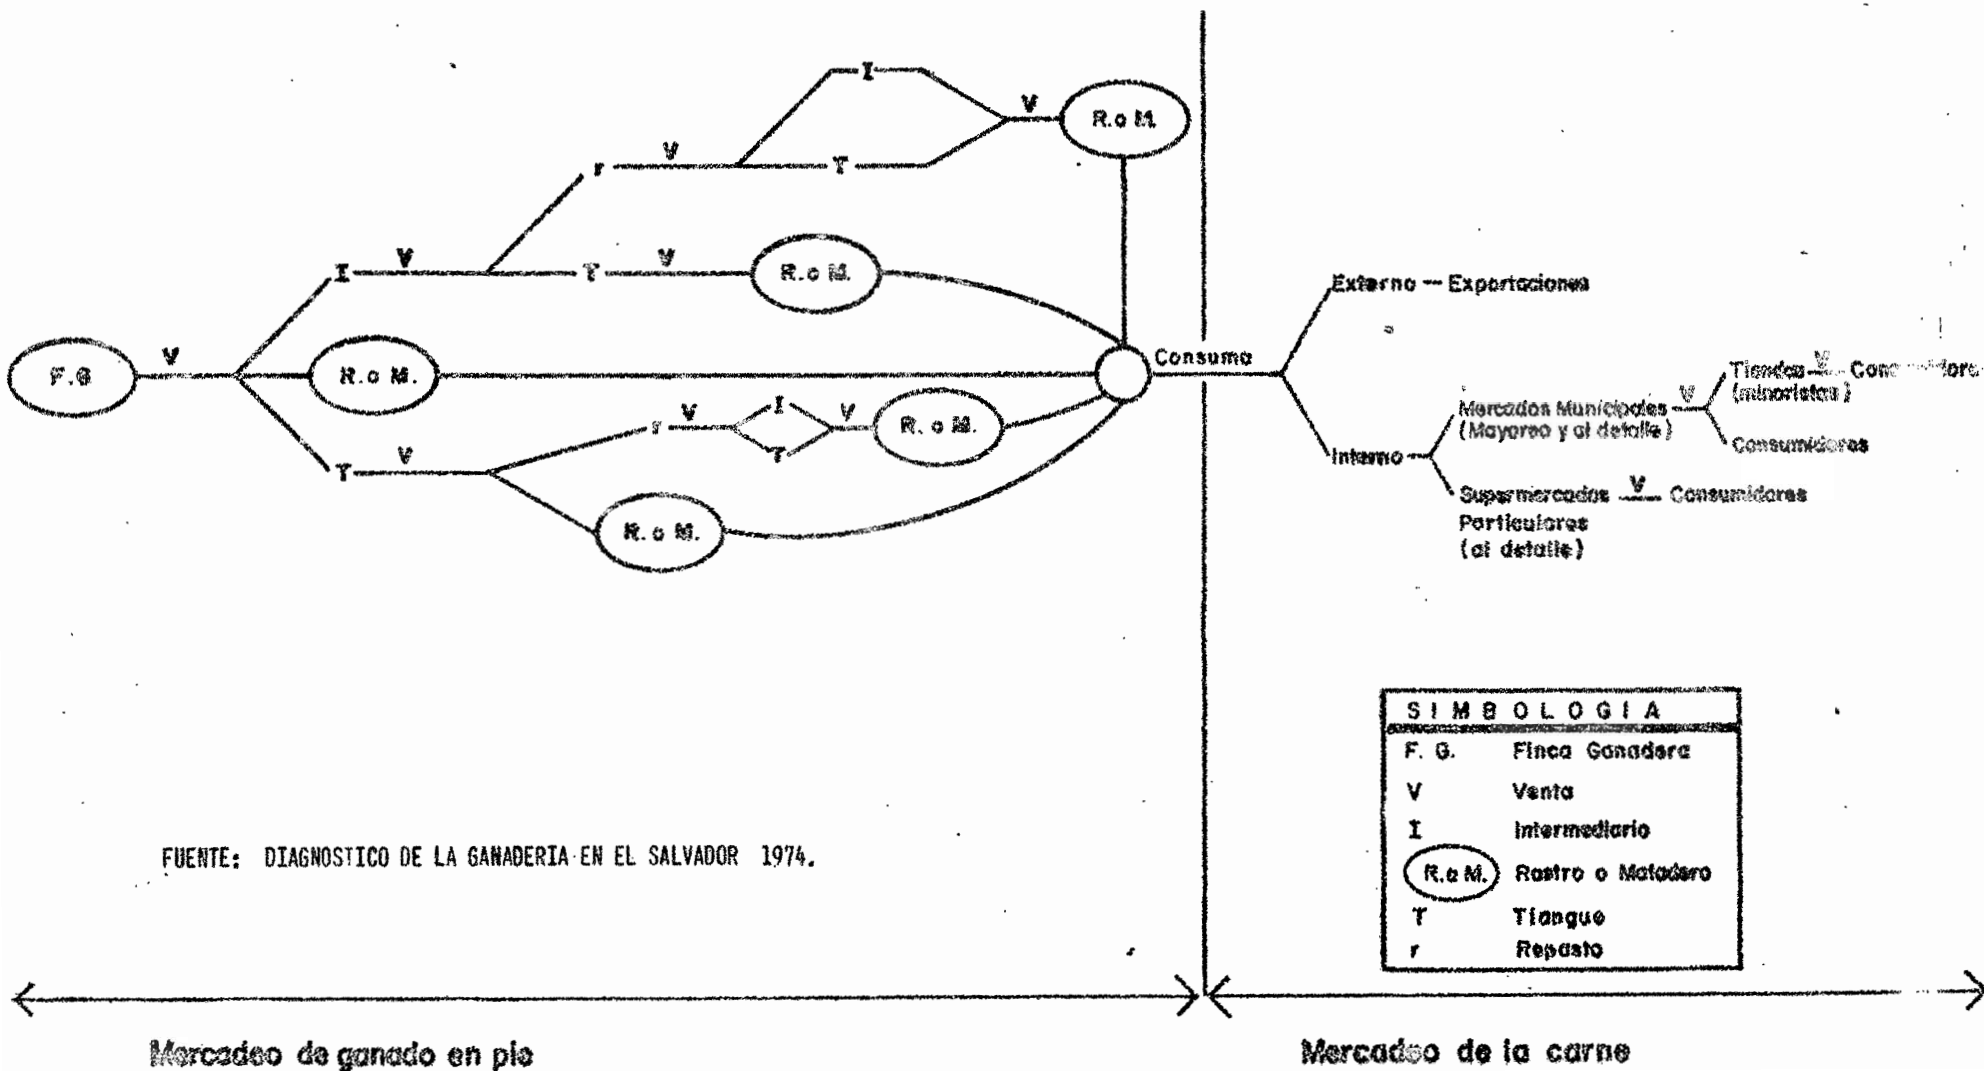 I
V
R.o M.
r
V
T
I
V
T
V
R.o M.
Externo — Exportaciones
F.G
V
R.o M.
Consumo
Tiendas V
(minoristas)
Mercados Municipales V
(Mayoreo y al detalle)
Consumidores
Interno
Supermercados V Consumidores
Particulares
(al detalle)
r
V
I
T
V
R. o M.
T
V
R. o M.
SIMBOLOGIA
F. G. Finca Ganadera
V Venta
I Intermediario
R.o M. Rastro o Matadero
T Tiangue
r Repasto
FUENTE: DIAGNOSTICO DE LA GANADERIA EN EL SALVADOR 1974.
Mercadeo de ganado en pie
Mercadeo de la carne